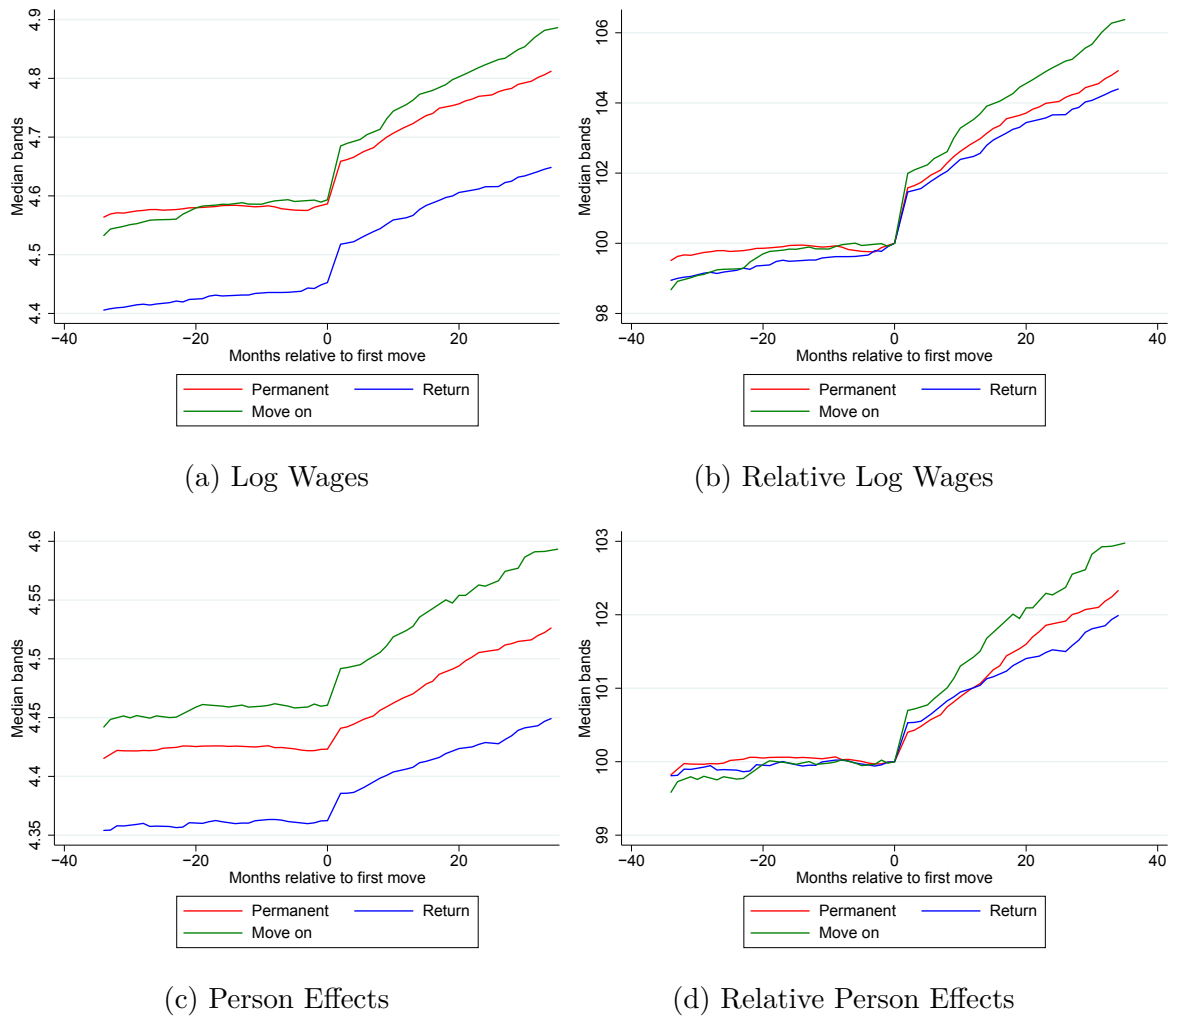 Median bands
4.9
4.8
4.7
4.6
4.5
4.4
−40 −20 0 20
Months relative to first move
Permanent Return
Move on
(a) Log Wages
Median bands
106
104
102
100
98
−40 −20 0 20 40
Months relative to first move
Permanent Return
Move on
(b) Relative Log Wages
Median bands
4.6
4.55
4.5
4.45
4.4
4.35
−40 −20 0 20
Months relative to first move
Permanent Return
Move on
(c) Person Effects
Median bands
103
102
101
100
99
−40 −20 0 20 40
Months relative to first move
Permanent Return
Move on
(d) Relative Person Effects